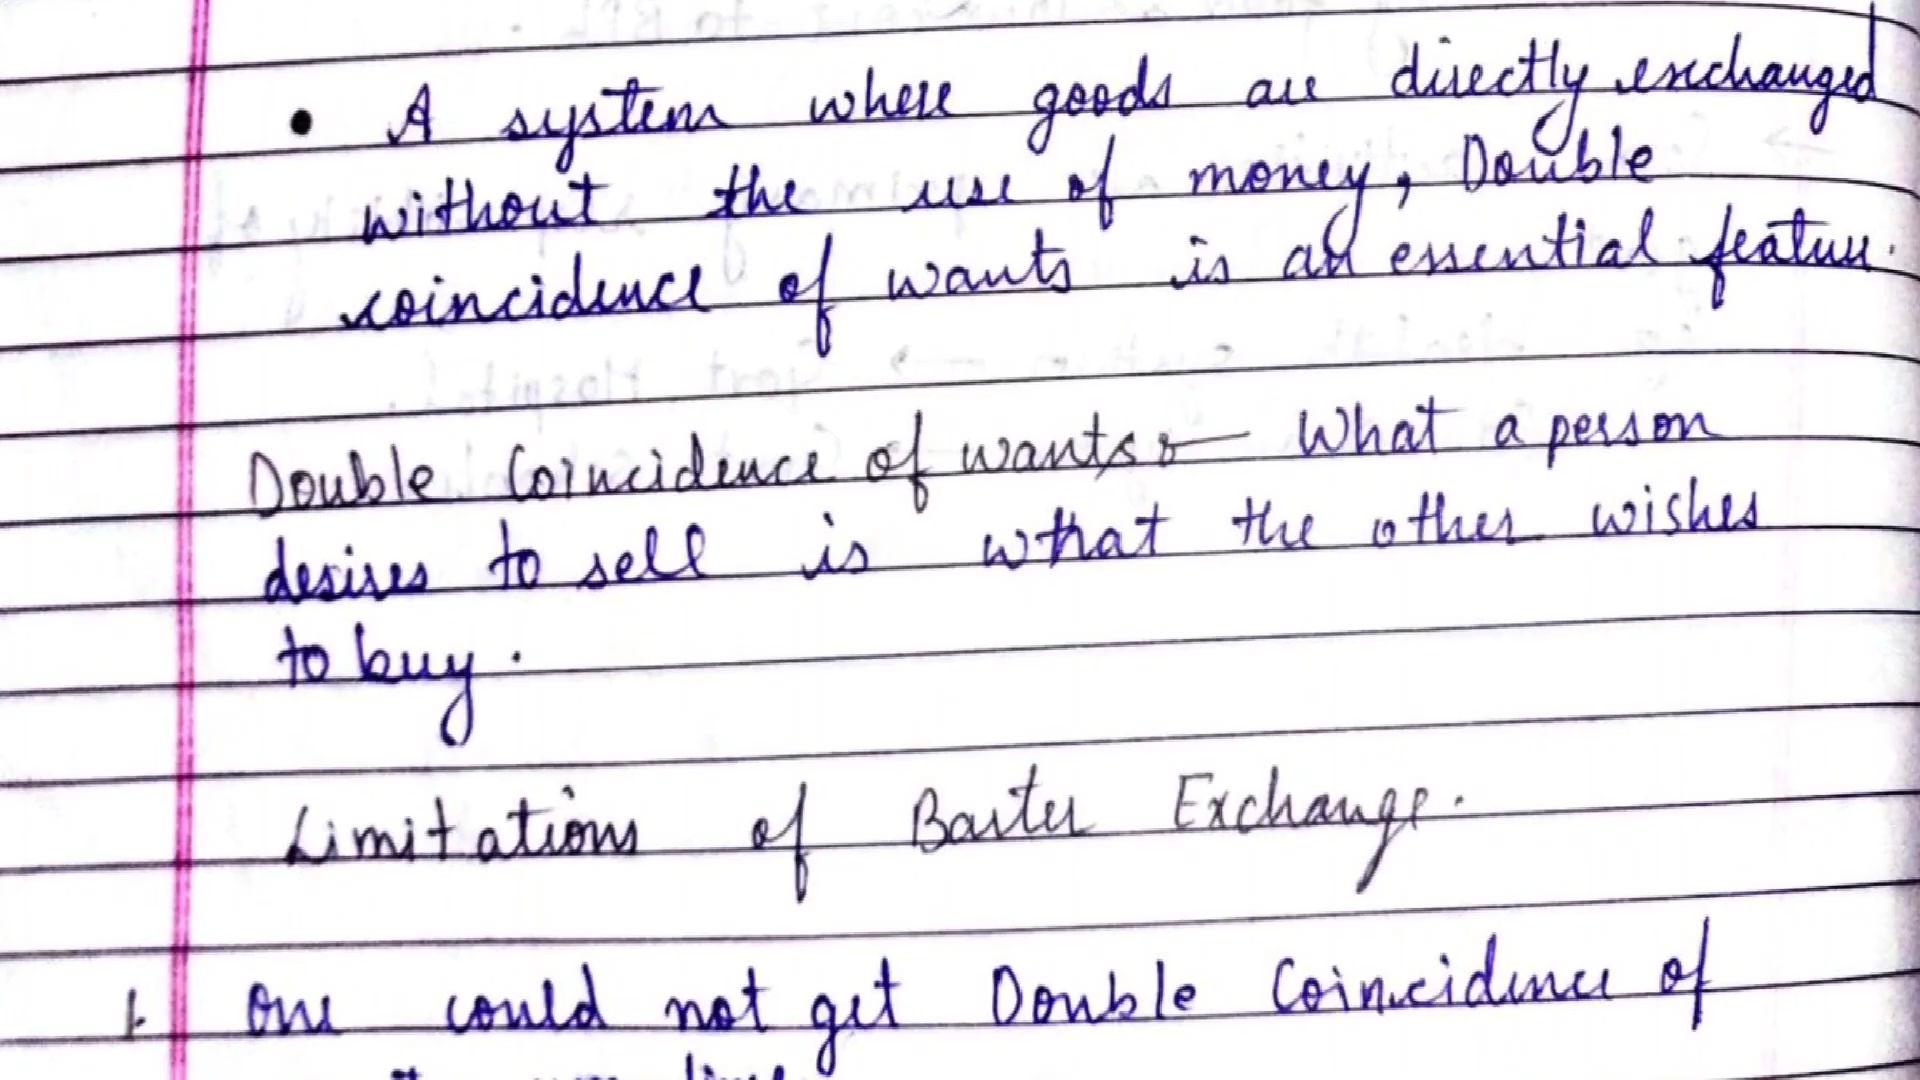 • A system where goods are directly exchanged
without the use of money, Double
coincidence of wants is an essential feature.
Double Coincidence of wants :- What a person
desires to sell is what the other wishes
to buy.
Limitations of Barter Exchange.
1. One could not get Double Coincidence of